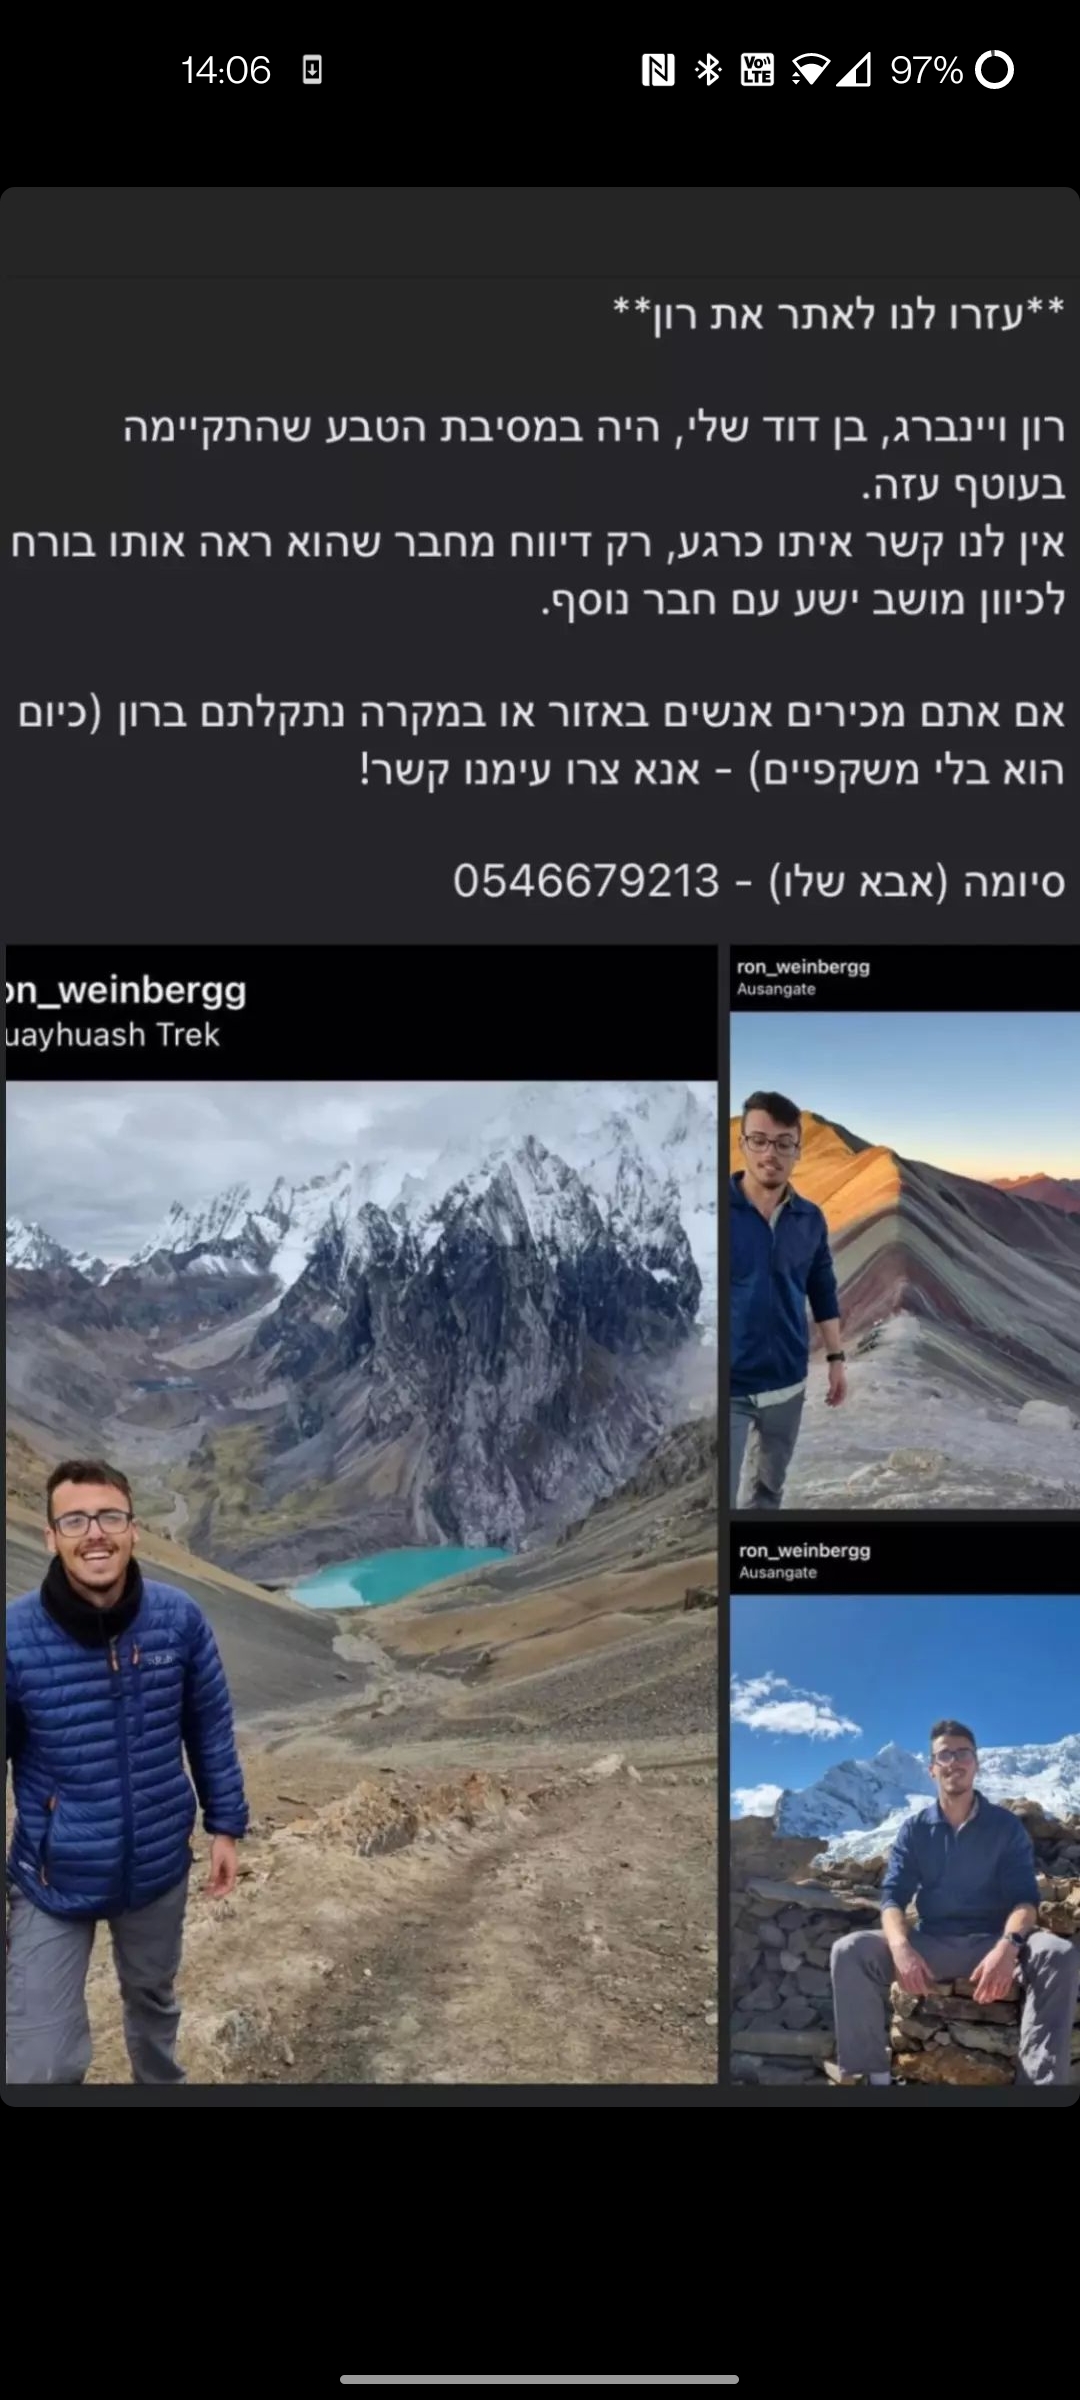 14:06
Vo))
LTE
97%
**עזרו לנו לאתר את רון**
רון ויינברג, בן דוד שלי, היה במסיבת הטבע שהתקיימה
בעוטף עזה.
אין לנו קשר איתו כרגע, רק דיווח מחבר שהוא ראה אותו בורח
לכיוון מושב ישע עם חבר נוסף.
אם אתם מכירים אנשים באזור או במקרה נתקלתם ברון (כיום
הוא בלי משקפיים) - אנא צרו עימנו קשר!
סיומה (אבא שלו) - 0546679213
on_weinbergg
uayhuash Trek
ron_weinbergg
Ausangate
ron_weinbergg
Ausangate
Rab